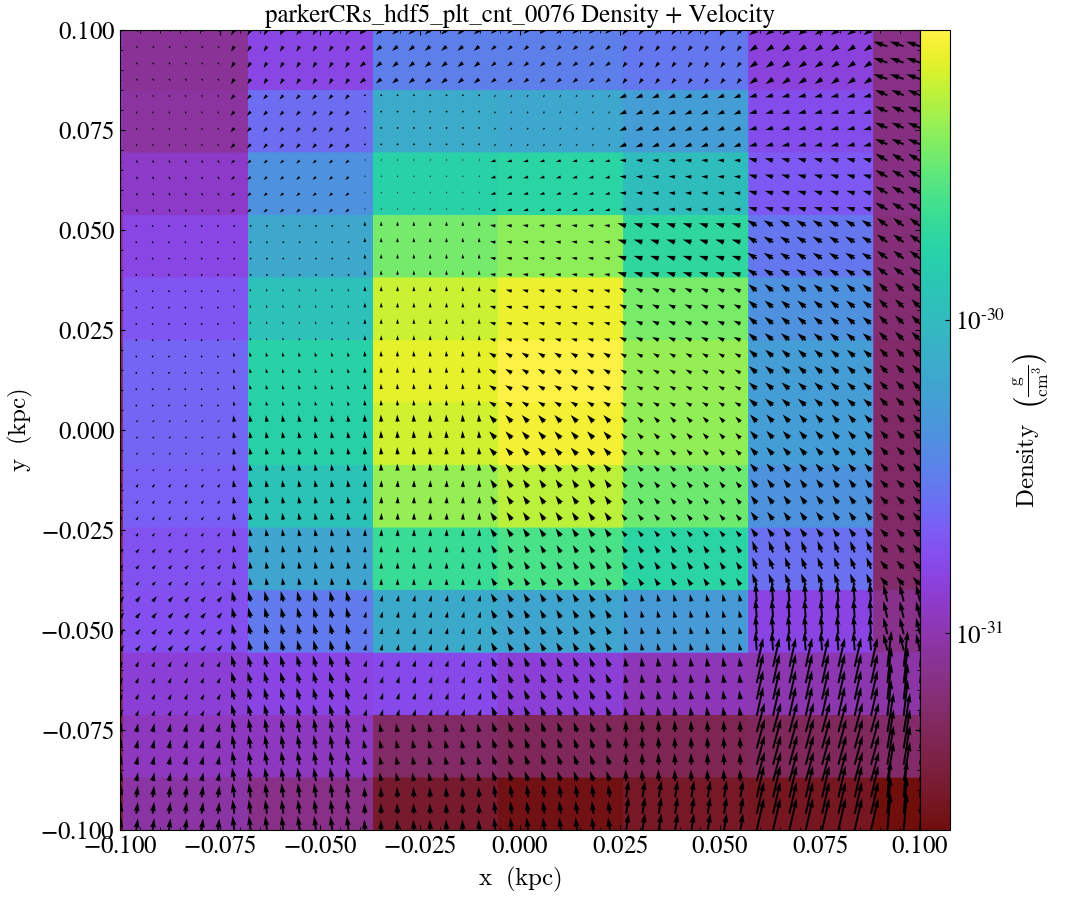 parkerCRs_hdf5_plt_cnt_0076 Density + Velocity
0.100
0.075
0.050
0.025
0.000
−0.025
−0.050
−0.075
−0.100
y (kpc)
−0.100 −0.075 −0.050 −0.025 0.000 0.025 0.050 0.075 0.100
x (kpc)
10^-30
10^-31
Density (g/cm^3)